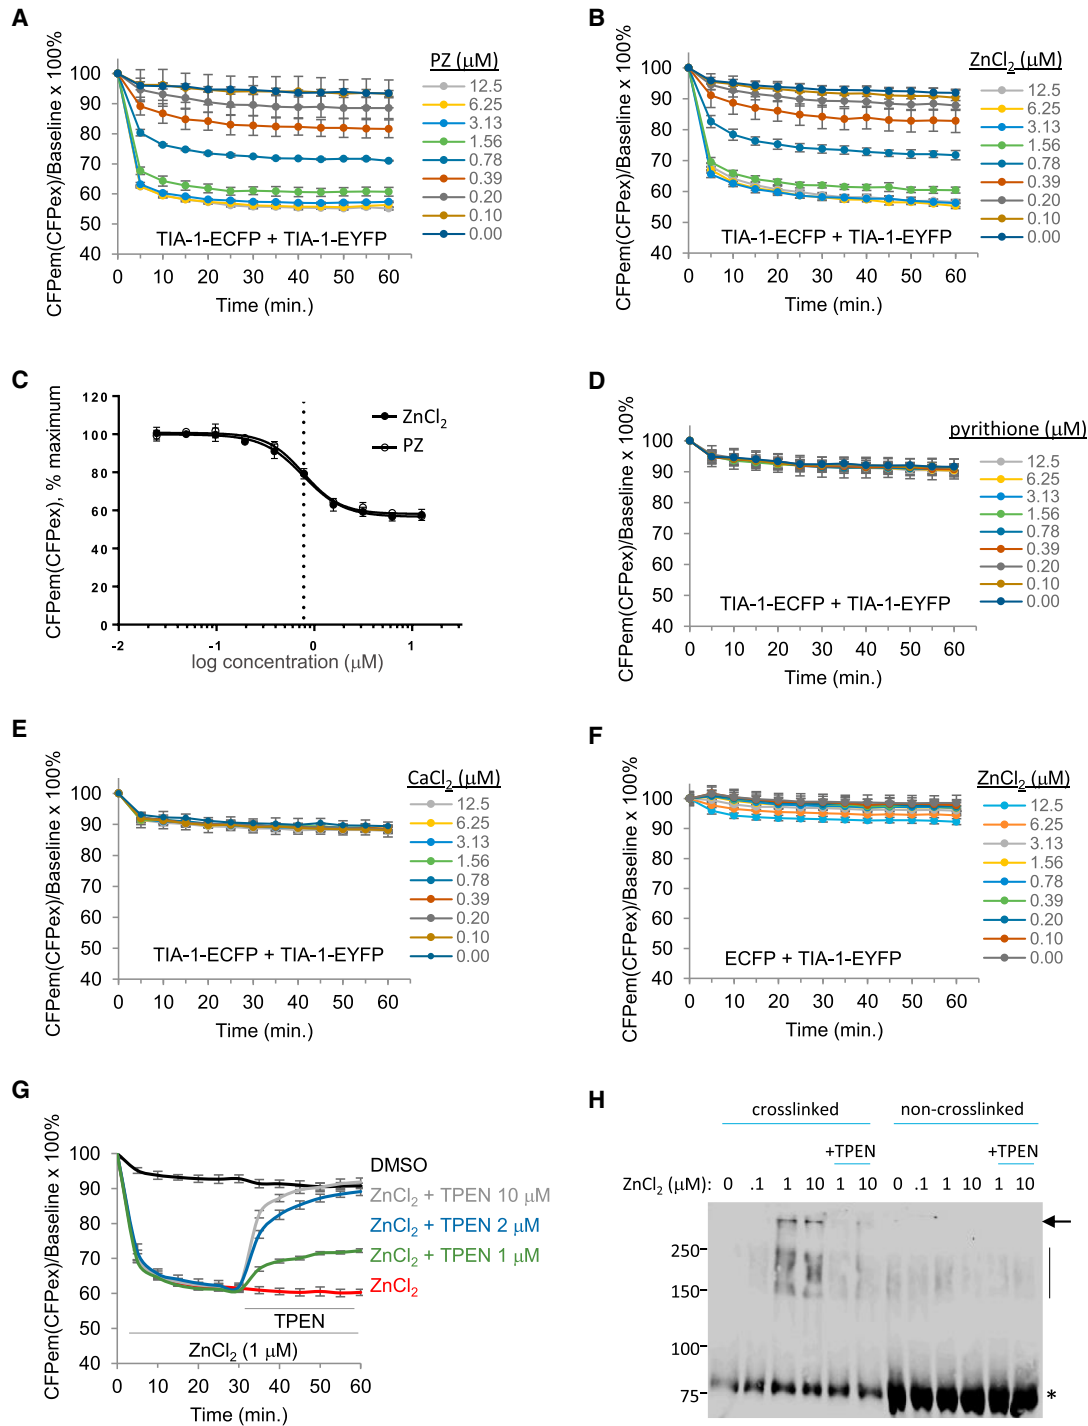 A
CFPem(CFPex)/Baseline x 100%
100
90
80
70
60
50
40
0 10 20 30 40 50 60
Time (min.)
TIA-1-ECFP + TIA-1-EYFP
PZ (μM)
12.5
6.25
3.13
1.56
0.78
0.39
0.20
0.10
0.00
B
CFPem(CFPex)/Baseline x 100%
100
90
80
70
60
50
40
0 10 20 30 40 50 60
Time (min.)
TIA-1-ECFP + TIA-1-EYFP
ZnCl2 (μM)
12.5
6.25
3.13
1.56
0.78
0.39
0.20
0.10
0.00
C
CFPem(CFPex), % maximum
120
100
80
60
40
20
0
-2 -1 0 1
log concentration (μM)
ZnCl2
PZ
D
CFPem(CFPex)/Baseline x 100%
100
90
80
70
60
50
40
0 10 20 30 40 50 60
Time (min.)
TIA-1-ECFP + TIA-1-EYFP
pyrithione (μM)
12.5
6.25
3.13
1.56
0.78
0.39
0.20
0.10
0.00
E
CFPem(CFPex)/Baseline x 100%
100
90
80
70
60
50
40
0 10 20 30 40 50 60
Time (min.)
TIA-1-ECFP + TIA-1-EYFP
CaCl2 (μM)
12.5
6.25
3.13
1.56
0.78
0.39
0.20
0.10
0.00
F
CFPem(CFPex)/Baseline x 100%
100
90
80
70
60
50
40
0 10 20 30 40 50 60
Time (min.)
ECFP + TIA-1-EYFP
ZnCl2 (μM)
12.5
6.25
3.13
1.56
0.78
0.39
0.20
0.10
0.00
G
CFPem(CFPex)/Baseline x 100%
100
90
80
70
60
50
40
0 10 20 30 40 50 60
Time (min.)
DMSO
ZnCl2 + TPEN 10 μM
ZnCl2 + TPEN 2 μM
ZnCl2 + TPEN 1 μM
ZnCl2
TPEN
ZnCl2 (1 μM)
H
crosslinked non-crosslinked
+TPEN +TPEN
ZnCl2 (μM): 0 .1 1 10 1 10 0 .1 1 10 1 10
250
150
100
75 *